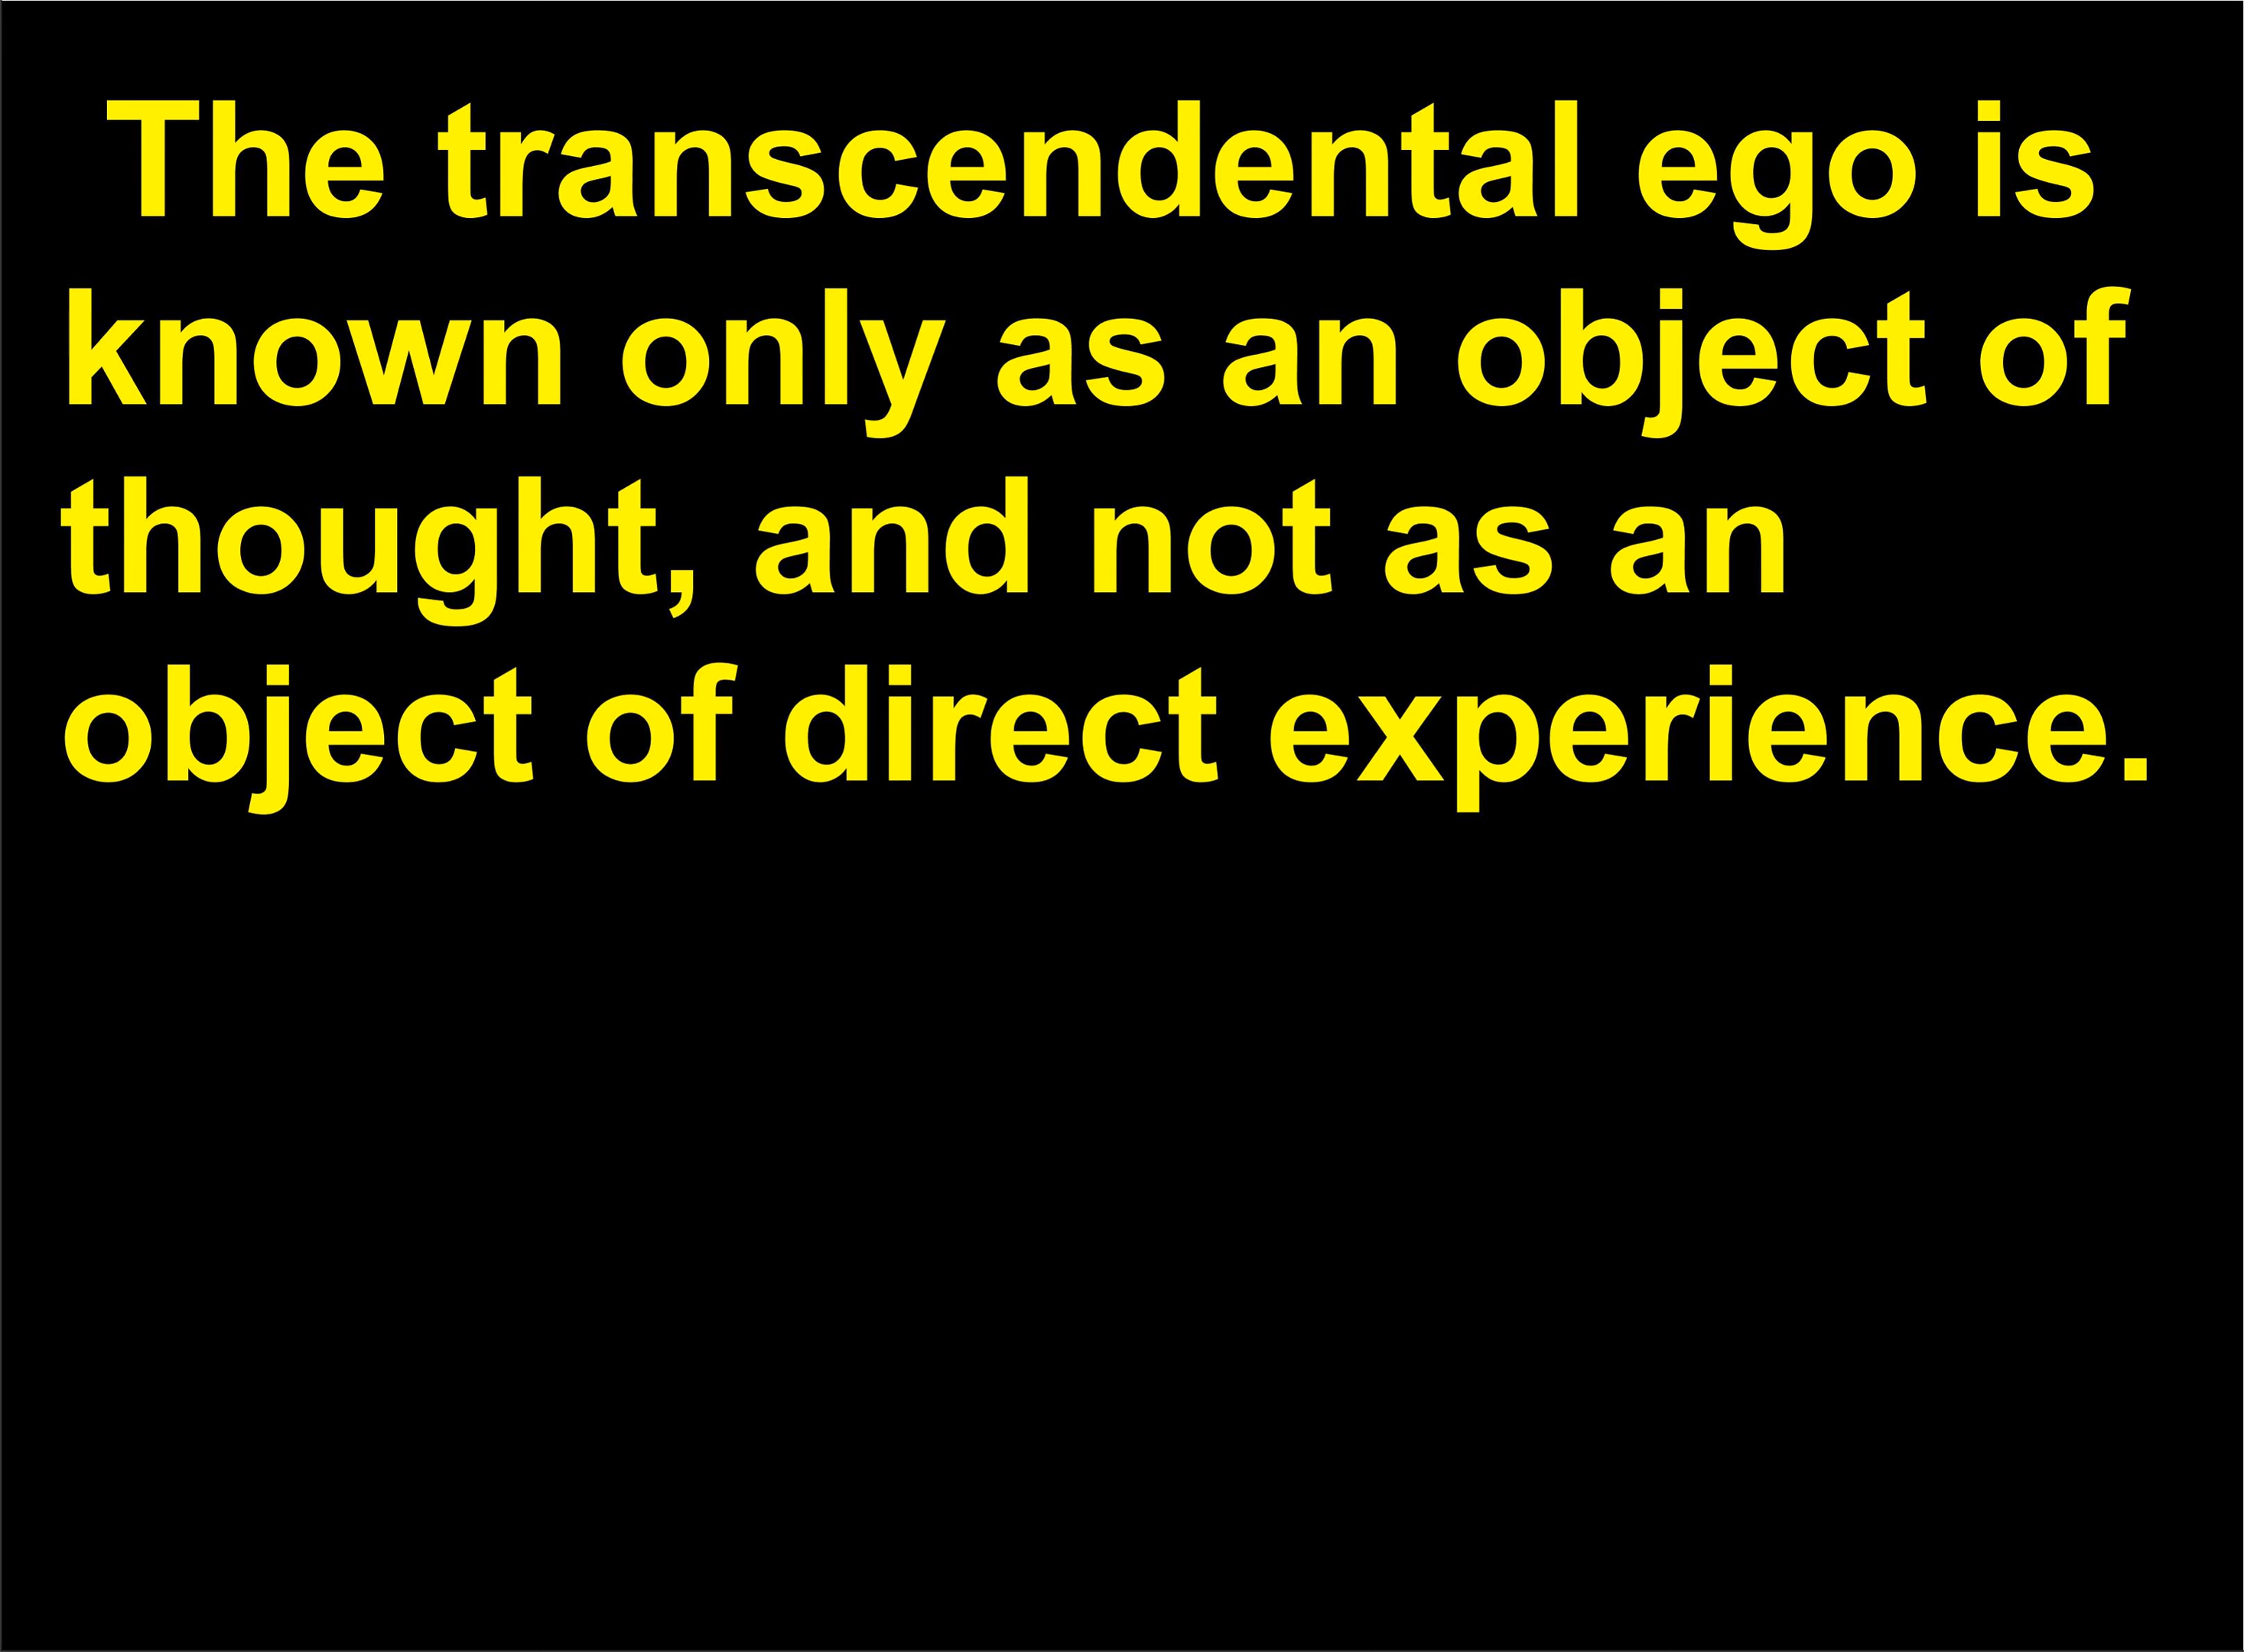 The transcendental ego is
known only as an object of
thought, and not as an
object of direct experience.